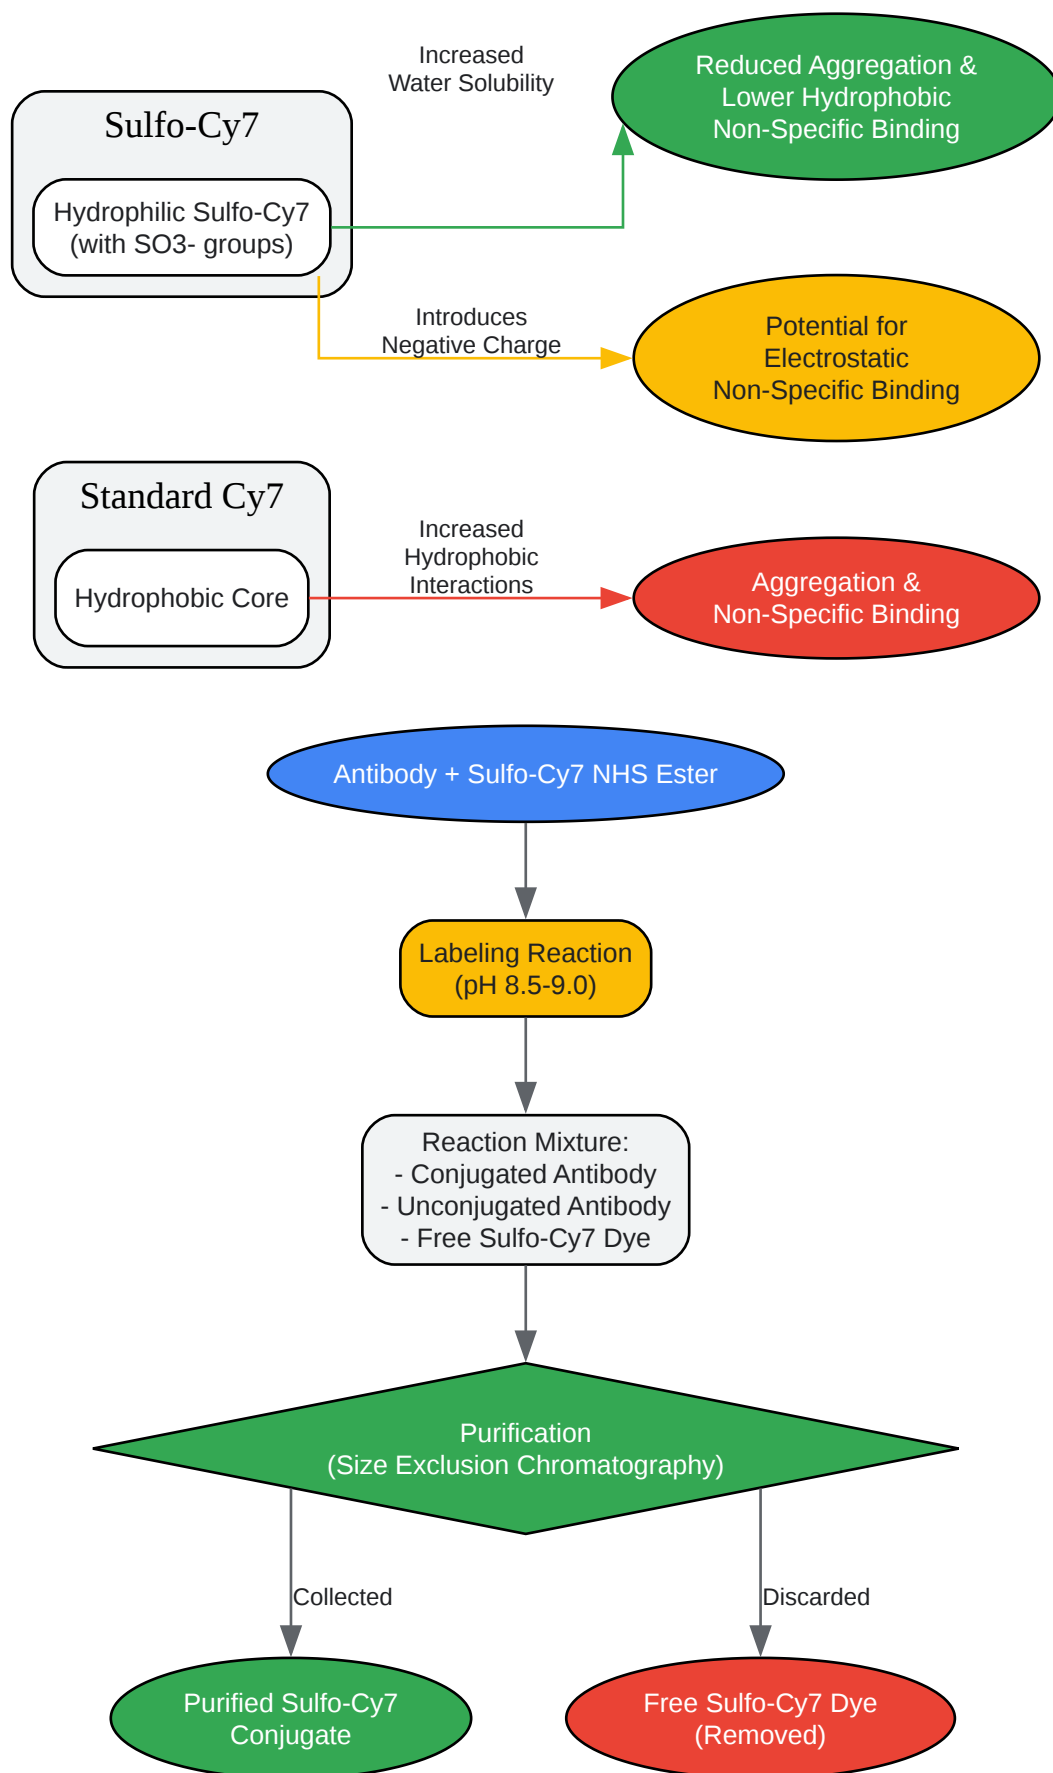 Increased
Water Solubility
Reduced Aggregation &
Lower Hydrophobic
Non-Specific Binding
Sulfo-Cy7
Hydrophilic Sulfo-Cy7
(with SO3- groups)
Introduces
Negative Charge
Potential for
Electrostatic
Non-Specific Binding
Standard Cy7
Hydrophobic Core
Increased
Hydrophobic
Interactions
Aggregation &
Non-Specific Binding
Antibody + Sulfo-Cy7 NHS Ester
Labeling Reaction
(pH 8.5-9.0)
Reaction Mixture:
- Conjugated Antibody
- Unconjugated Antibody
- Free Sulfo-Cy7 Dye
Purification
(Size Exclusion Chromatography)
Collected
Discarded
Purified Sulfo-Cy7
Conjugate
Free Sulfo-Cy7 Dye
(Removed)